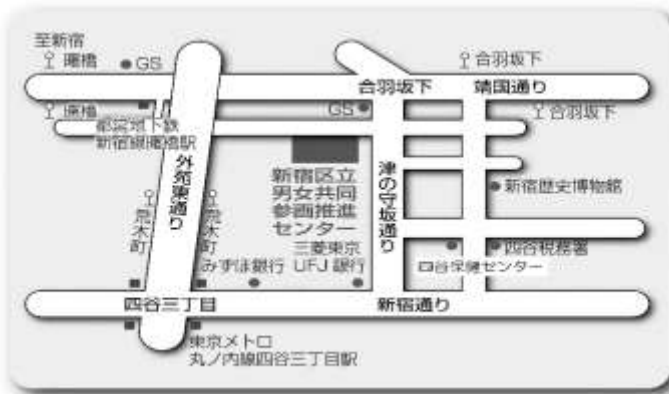 至新宿
曙橋
GS
合羽坂下
合羽坂下
靖国通り
曙橋
都営地下鉄
新宿線曙橋駅
GS
合羽坂下
外苑東通り
新宿区立
男女共同
参画推進
センター
津の守坂通り
新宿歴史博物館
荒木町
荒木町
みずほ銀行
三菱東京
UFJ銀行
四谷保健センター
四谷税務署
四谷三丁目
新宿通り
東京メトロ
丸ノ内線四谷三丁目駅